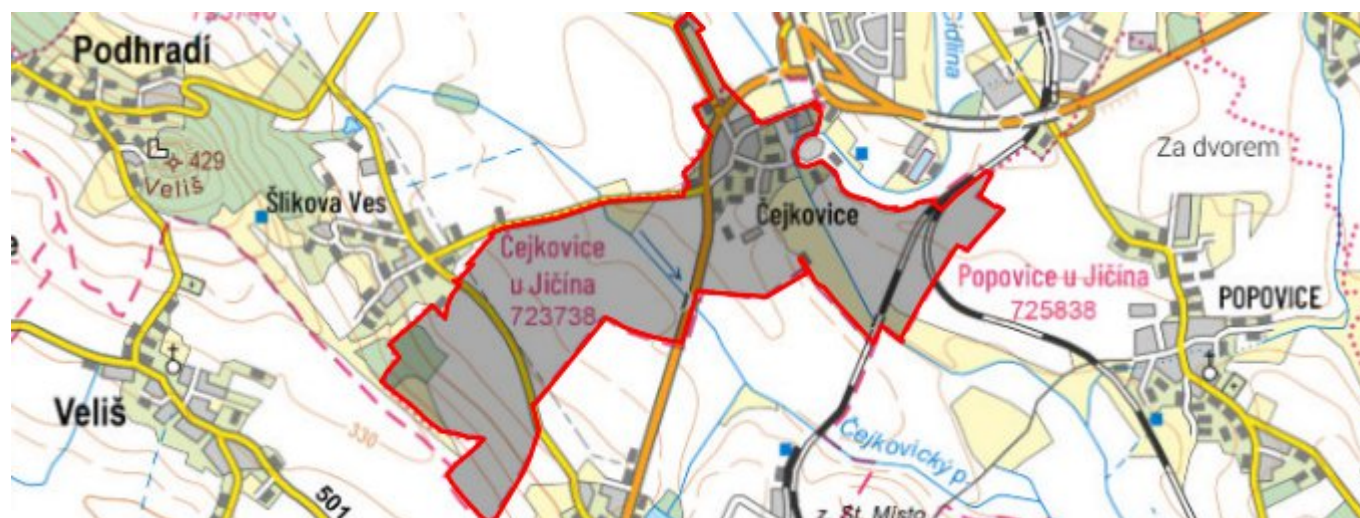 Podhradí
429
Veliš
Šlikova Ves
Čejkovice
u Jičína
723738
Čejkovice
Bidlina
Za dvorem
Popovice u Jičína
725838
POPOVICE
Veliš
330
501
Čejkovický p.
z. St. Místo